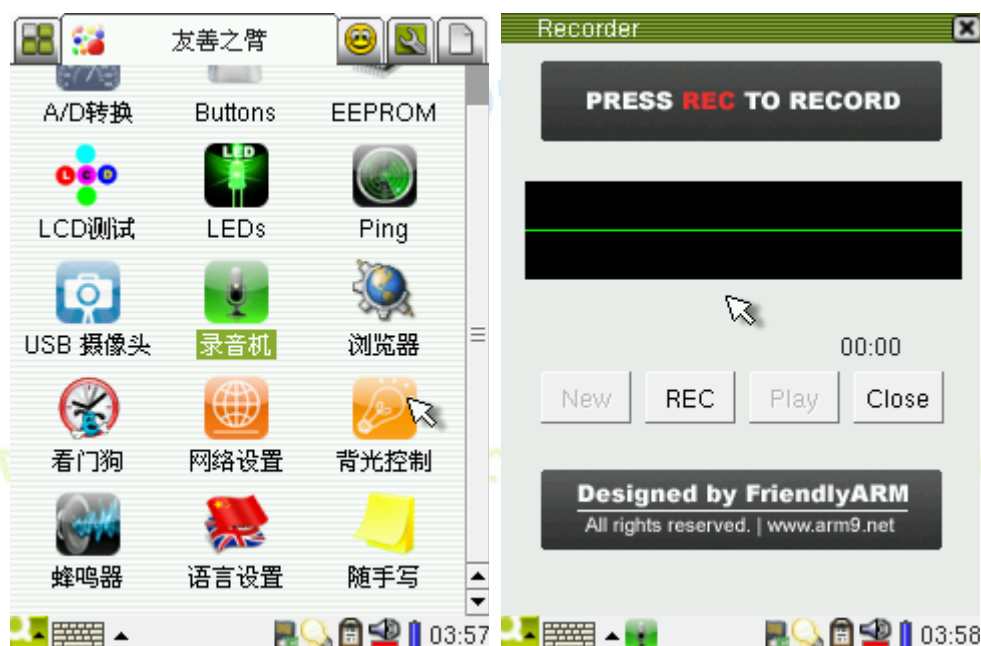 友善之臂
A/D转换 Buttons EEPROM
LED
L C D
LCD测试 LEDs Ping
USB 摄像头 录音机 浏览器
看门狗 网络设置 背光控制
蜂鸣器 语言设置 随手写
03:57
Recorder
PRESS REC TO RECORD
00:00
New REC Play Close
Designed by FriendlyARM
All rights reserved. | www.arm9.net
03:58